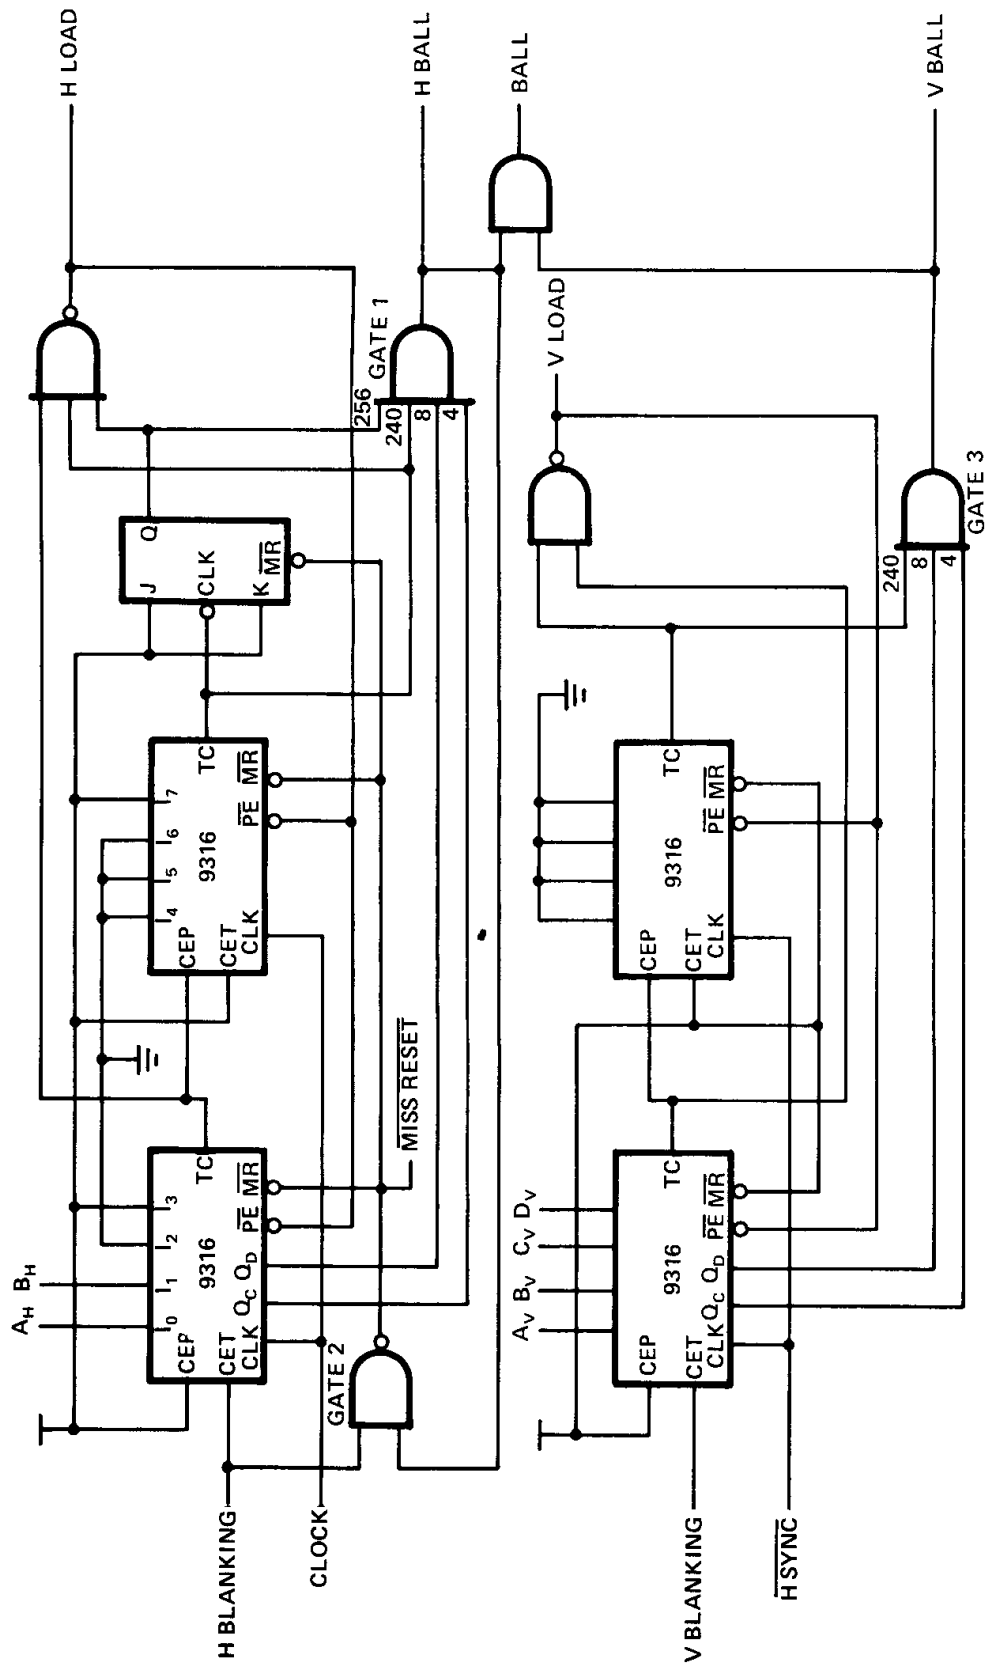 H LOAD
H BALL
BALL
V LOAD
V BALL
GATE 1
256
240
8
4
J
Q
CLK
K
MR
I4
I5
I6
I7
9316
CEP
CET
CLK
TC
PE
MR
AH
BH
I0
I1
I2
I3
9316
CEP
CET
CLK
QC
QD
TC
PE
MR
MISS RESET
GATE 2
H BLANKING
CLOCK
GATE 3
240
8
4
9316
CEP
CET
CLK
TC
PE
MR
AV
BV
CV
DV
9316
CEP
CET
CLK
QC
QD
TC
PE
MR
V BLANKING
H SYNC